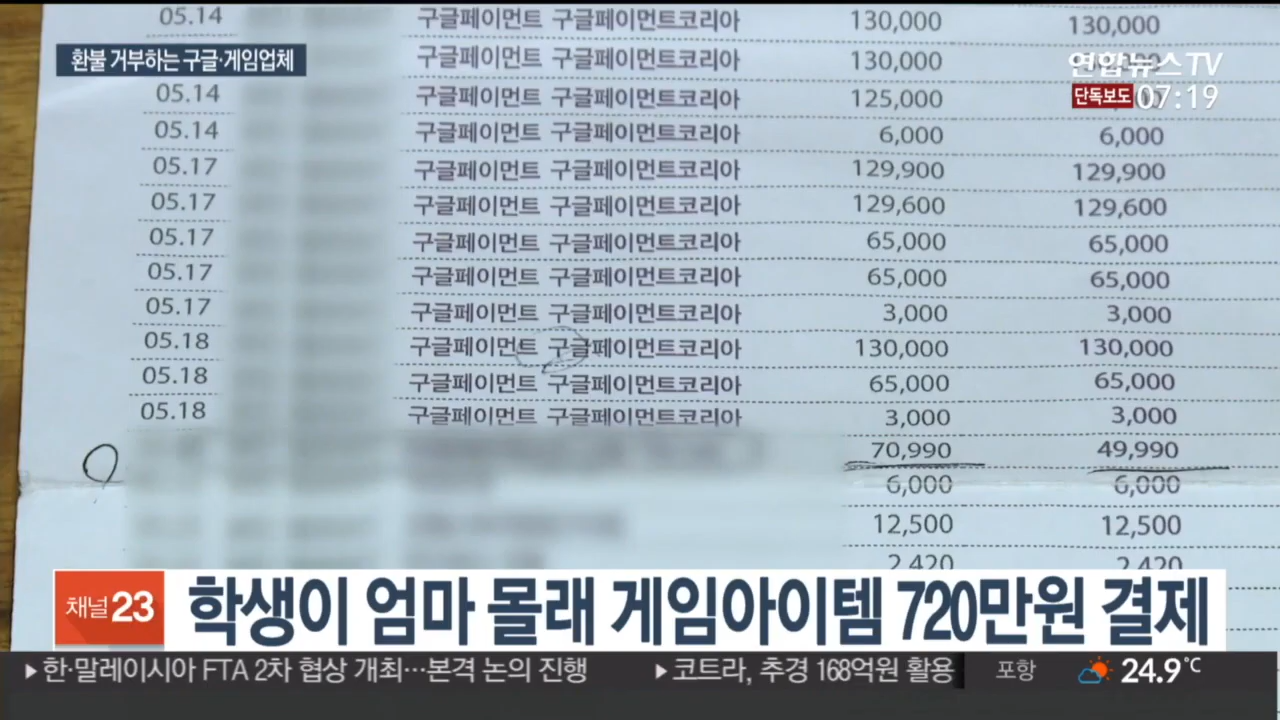 환불 거부하는 구글·게임업체
연합뉴스TV
단독보도 07:19
05.14 구글페이먼트 구글페이먼트코리아 130,000 130,000
구글페이먼트 구글페이먼트코리아 130,000
05.14 구글페이먼트 구글페이먼트코리아 125,000
05.14 구글페이먼트 구글페이먼트코리아 6,000 6,000
05.17 구글페이먼트 구글페이먼트코리아 129,900 129,900
05.17 구글페이먼트 구글페이먼트코리아 129,600 129,600
05.17 구글페이먼트 구글페이먼트코리아 65,000 65,000
05.17 구글페이먼트 구글페이먼트코리아 65,000 65,000
05.17 구글페이먼트 구글페이먼트코리아 3,000 3,000
05.18 구글페이먼트 구글페이먼트코리아 130,000 130,000
05.18 구글페이먼트 구글페이먼트코리아 65,000 65,000
05.18 구글페이먼트 구글페이먼트코리아 3,000 3,000
70,990 49,990
6,000 6,000
12,500 12,500
2,420 2,420
채널 23 학생이 엄마 몰래 게임아이템 720만원 결제
▶한·말레이시아 FTA 2차 협상 개최…본격 논의 진행 ▶코트라, 추경 168억원 활용 포항 24.9℃